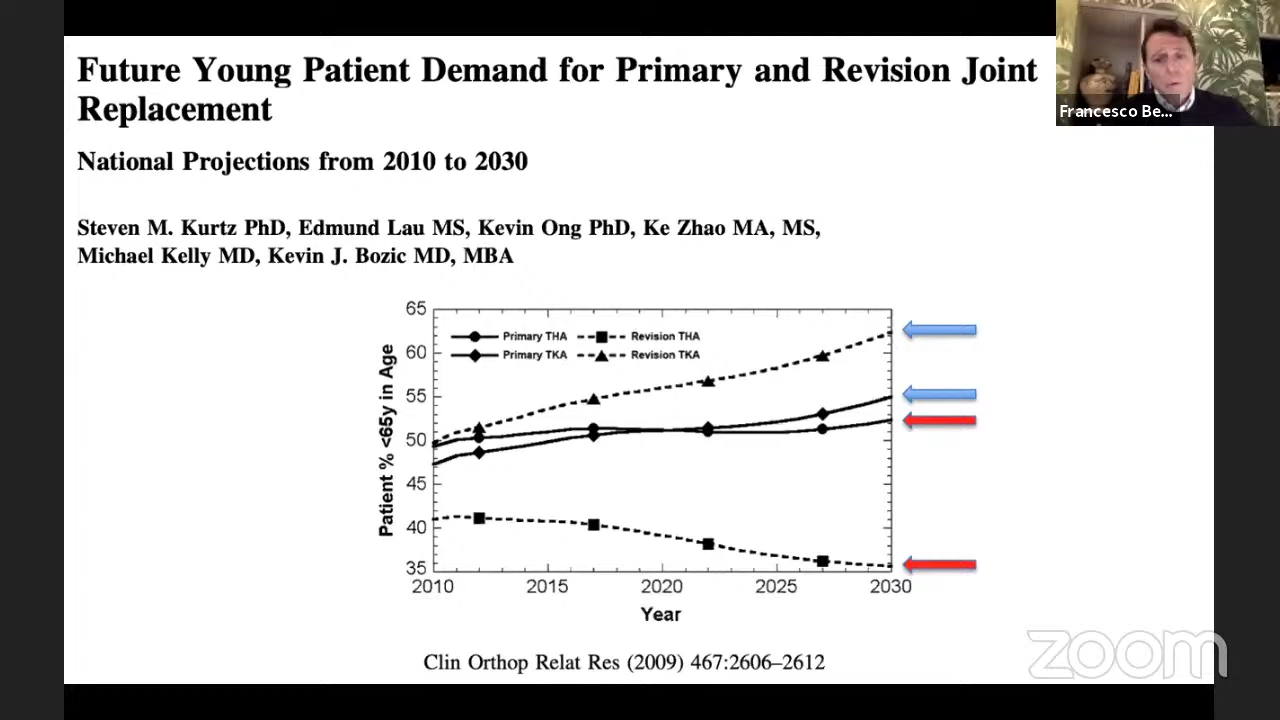 Future Young Patient Demand for Primary and Revision Joint
Replacement
National Projections from 2010 to 2030
Steven M. Kurtz PhD, Edmund Lau MS, Kevin Ong PhD, Ke Zhao MA, MS,
Michael Kelly MD, Kevin J. Bozic MD, MBA
Francesco Be...
65
60
55
50
45
40
35
Patient % <65y in Age
Primary THA
Revision THA
Primary TKA
Revision TKA
2010
2015
2020
2025
2030
Year
Clin Orthop Relat Res (2009) 467:2606–2612
zoom